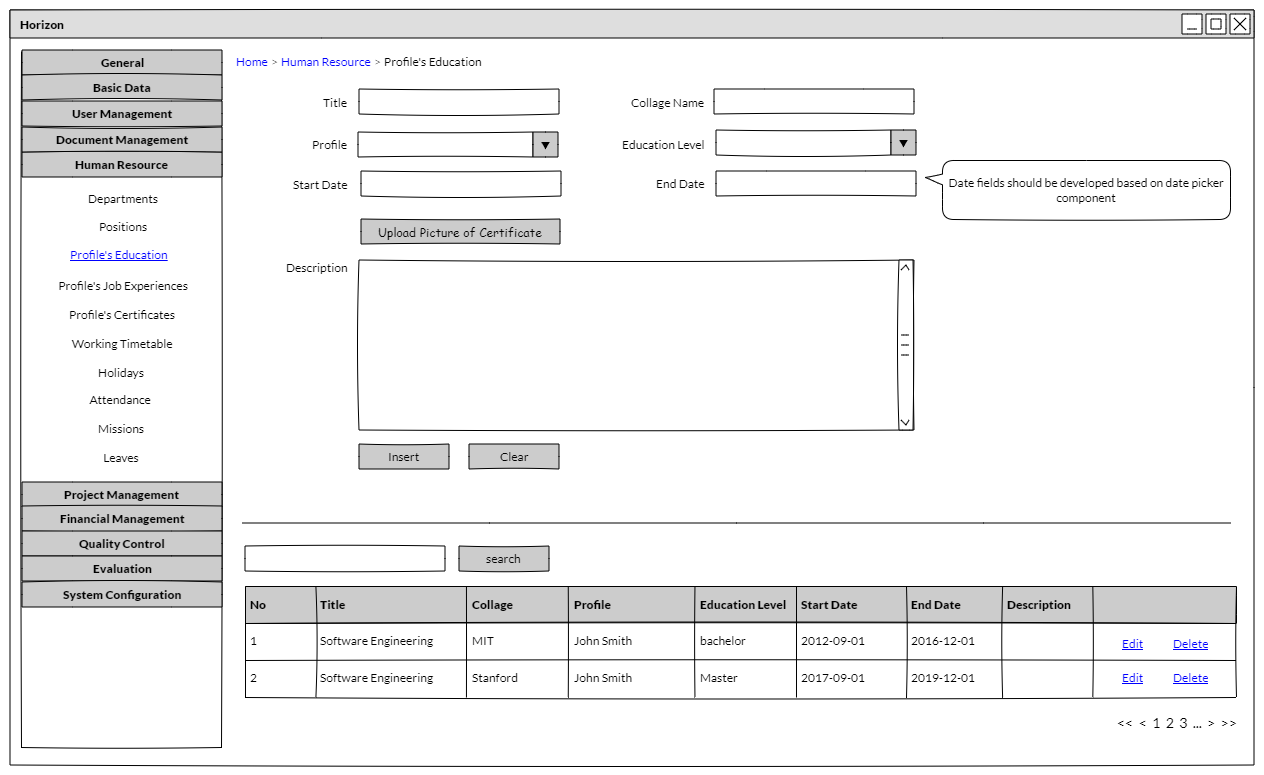 Horizon
General
Basic Data
User Management
Document Management
Human Resource
Departments
Positions
Profile's Education
Profile's Job Experiences
Profile's Certificates
Working Timetable
Holidays
Attendance
Missions
Leaves
Project Management
Financial Management
Quality Control
Evaluation
System Configuration
Home > Human Resource > Profile's Education
Title
Collage Name
Profile
Education Level
Start Date
End Date
Date fields should be developed based on date picker
component
Upload Picture of Certificate
Description
Insert Clear
search
No Title Collage Profile Education Level Start Date End Date Description
1 Software Engineering MIT John Smith bachelor 2012-09-01 2016-12-01 Edit Delete
2 Software Engineering Stanford John Smith Master 2017-09-01 2019-12-01 Edit Delete
<< < 1 2 3 ... > >>